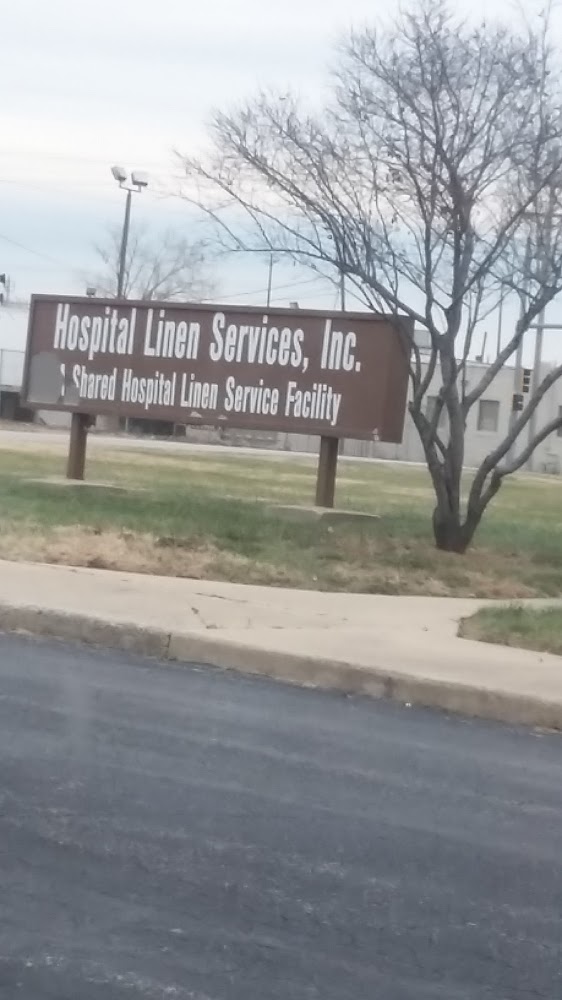 Hospital Linen Services, Inc.
A Shared Hospital Linen Service Facility